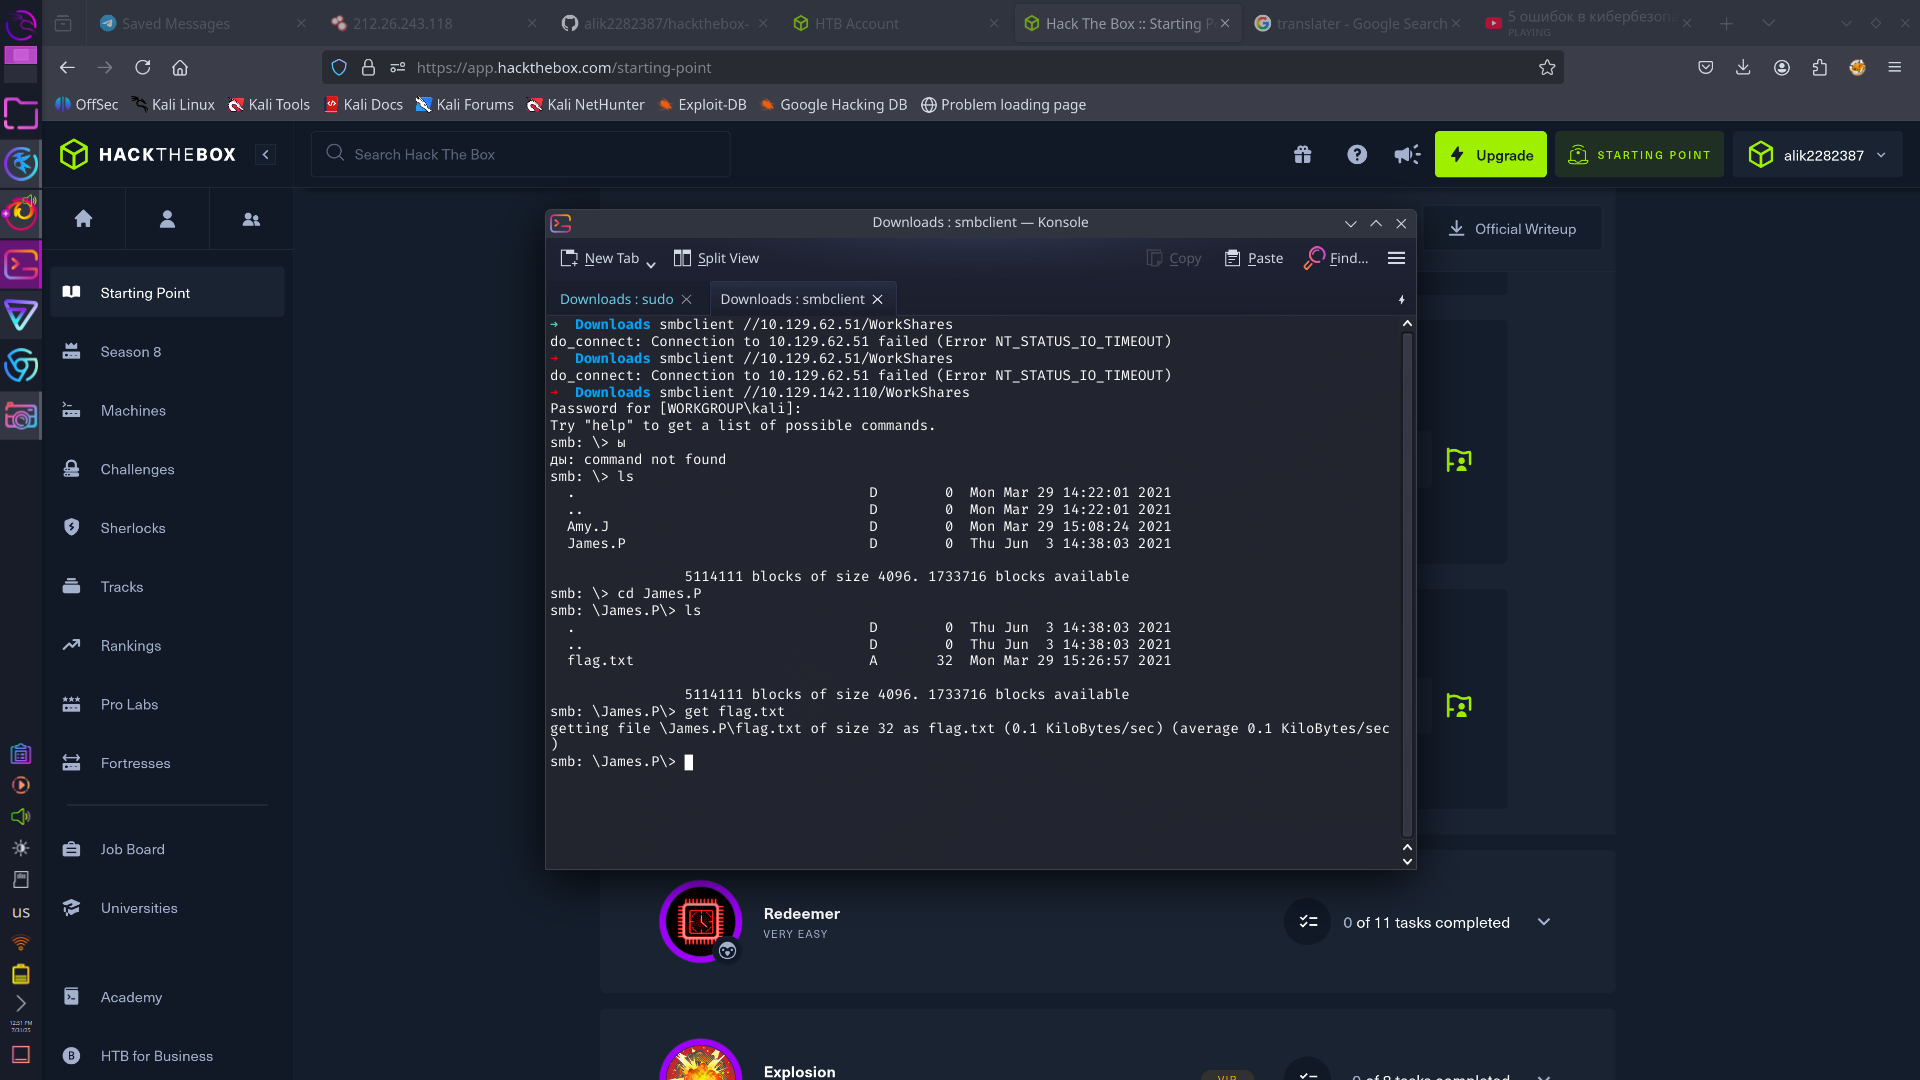 Saved Messages
212.26.243.118
alik2282387/hackthebox-
HTB Account
Hack The Box :: Starting P
translater - Google Search
5 ошибок в кибербезопа
PLAYING
https://app.hackthebox.com/starting-point
OffSec
Kali Linux
Kali Tools
Kali Docs
Kali Forums
Kali NetHunter
Exploit-DB
Google Hacking DB
Problem loading page
HACKTHEBOX
Search Hack The Box
Upgrade
STARTING POINT
alik2282387
Official Writeup
Starting Point
Season 8
Machines
Challenges
Sherlocks
Tracks
Rankings
Pro Labs
Fortresses
Job Board
Universities
Academy
HTB for Business
us
12:51 PM
7/31/25
Downloads : smbclient — Konsole
New Tab
Split View
Copy
Paste
Find...
Downloads : sudo
Downloads : smbclient
→ Downloads smbclient //10.129.62.51/WorkShares
do_connect: Connection to 10.129.62.51 failed (Error NT_STATUS_IO_TIMEOUT)
→ Downloads smbclient //10.129.62.51/WorkShares
do_connect: Connection to 10.129.62.51 failed (Error NT_STATUS_IO_TIMEOUT)
→ Downloads smbclient //10.129.142.110/WorkShares
Password for [WORKGROUP\kali]:
Try "help" to get a list of possible commands.
smb: \> ы
ды: command not found
smb: \> ls
. D 0 Mon Mar 29 14:22:01 2021
.. D 0 Mon Mar 29 14:22:01 2021
Amy.J D 0 Mon Mar 29 15:08:24 2021
James.P D 0 Thu Jun 3 14:38:03 2021
5114111 blocks of size 4096. 1733716 blocks available
smb: \> cd James.P
smb: \James.P\> ls
. D 0 Thu Jun 3 14:38:03 2021
.. D 0 Thu Jun 3 14:38:03 2021
flag.txt A 32 Mon Mar 29 15:26:57 2021
5114111 blocks of size 4096. 1733716 blocks available
smb: \James.P\> get flag.txt
getting file \James.P\flag.txt of size 32 as flag.txt (0.1 KiloBytes/sec) (average 0.1 KiloBytes/sec
)
smb: \James.P\>
Redeemer
VERY EASY
0 of 11 tasks completed
Explosion
VIP
0 of 8 tasks completed